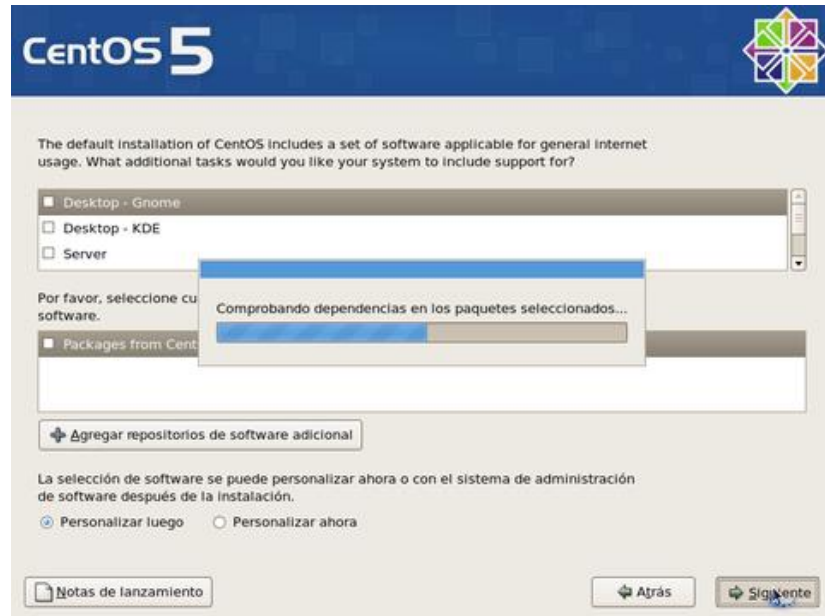 CentOS 5
The default installation of CentOS includes a set of software applicable for general internet
usage. What additional tasks would you like your system to include support for?
Desktop - Gnome
Desktop - KDE
Server
Por favor, seleccione cu
software.
Comprobando dependencias en los paquetes seleccionados...
Packages from Cent
Agregar repositorios de software adicional
La selección de software se puede personalizar ahora o con el sistema de administración
de software después de la instalación.
Personalizar luego Personalizar ahora
Notas de lanzamiento Atrás Siguiente